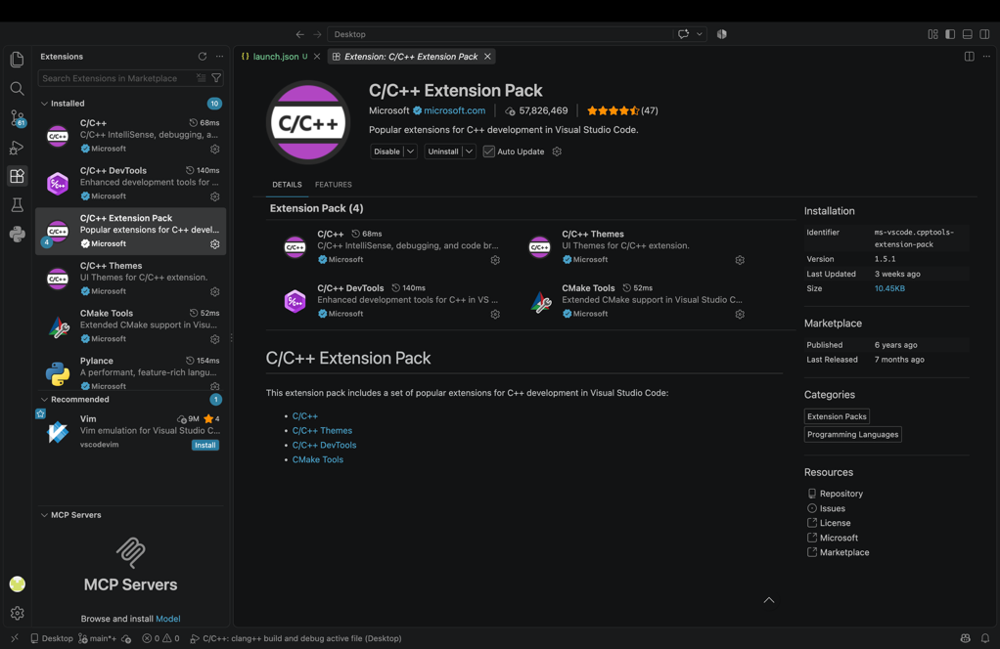 Desktop
Extensions
launch.json U
Extension: C/C++ Extension Pack
Search Extensions in Marketplace
Installed
10
C/C++
68ms
C/C++ IntelliSense, debugging, a...
Microsoft
C/C++ DevTools
140ms
Enhanced development tools for ...
Microsoft
C/C++ Extension Pack
Popular extensions for C++ devel...
4
Microsoft
C/C++ Themes
UI Themes for C/C++ extension.
Microsoft
CMake Tools
52ms
Extended CMake support in Visu...
Microsoft
Pylance
154ms
A performant, feature-rich langu...
Microsoft
Recommended
1
Vim
9M
4
Vim emulation for Visual Studio C...
vscodevim
Install
MCP Servers
MCP Servers
Browse and install Model
61
C/C++
C/C++ Extension Pack
Microsoft microsoft.com 57,826,469 (47)
Popular extensions for C++ development in Visual Studio Code.
Disable
Uninstall
Auto Update
DETAILS
FEATURES
Extension Pack (4)
C/C++
68ms
C/C++ IntelliSense, debugging, and code br...
Microsoft
C/C++ Themes
UI Themes for C/C++ extension.
Microsoft
C/C++ DevTools
140ms
Enhanced development tools for C++ in VS ...
Microsoft
CMake Tools
52ms
Extended CMake support in Visual Studio C...
Microsoft
C/C++ Extension Pack
This extension pack includes a set of popular extensions for C++ development in Visual Studio Code:
• C/C++
• C/C++ Themes
• C/C++ DevTools
• CMake Tools
Installation
Identifier ms-vscode.cpptools-
extension-pack
Version 1.5.1
Last Updated 3 weeks ago
Size 10.45KB
Marketplace
Published 6 years ago
Last Released 7 months ago
Categories
Extension Packs
Programming Languages
Resources
Repository
Issues
License
Microsoft
Marketplace
Desktop main*+ 0 0 C/C++: clang++ build and debug active file (Desktop)